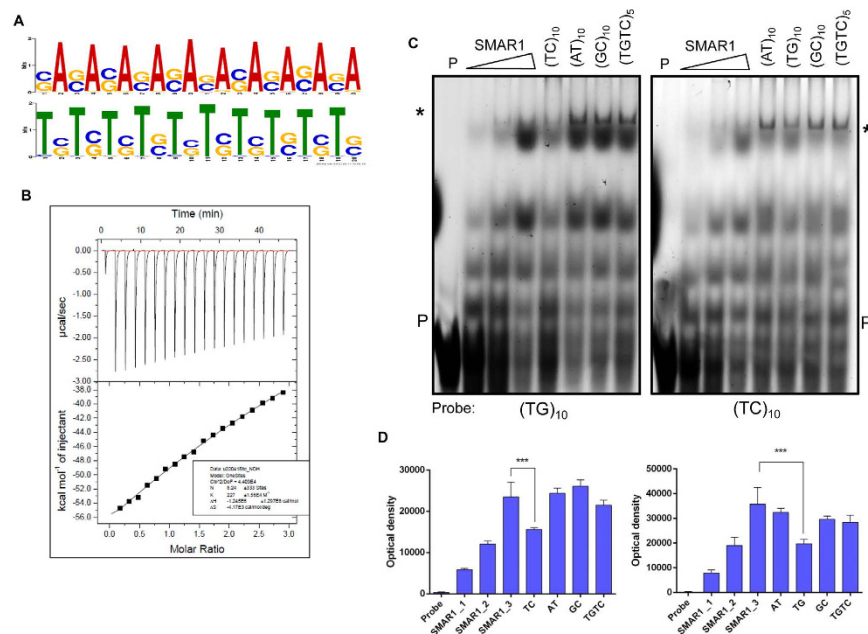 A
B
Time (min)
0 10 20 30 40
0.00
-0.50
-1.00
-1.50
-2.00
-2.50
-3.00
µcal/sec
-38.0
-40.0
-42.0
-44.0
-46.0
-48.0
-50.0
-52.0
-54.0
-56.0
kcal mol⁻¹ of injectant
Model: OneSites
0.0 0.5 1.0 1.5 2.0 2.5 3.0
Molar Ratio
C
P SMAR1 (TC)₁₀ (AT)₁₀ (GC)₁₀ (TGTC)₅
P SMAR1 (AT)₁₀ (TG)₁₀ (GC)₁₀ (TGTC)₅
* *
P P
Probe: (TG)₁₀ (TC)₁₀
D
***
30000
20000
10000
0
Optical density
Probe SMAR1_1 SMAR1_2 SMAR1_3 TC AT GC TGTC
***
50000
40000
30000
20000
10000
0
Optical density
Probe SMAR1_1 SMAR1_2 SMAR1_3 AT TG GC TGTC